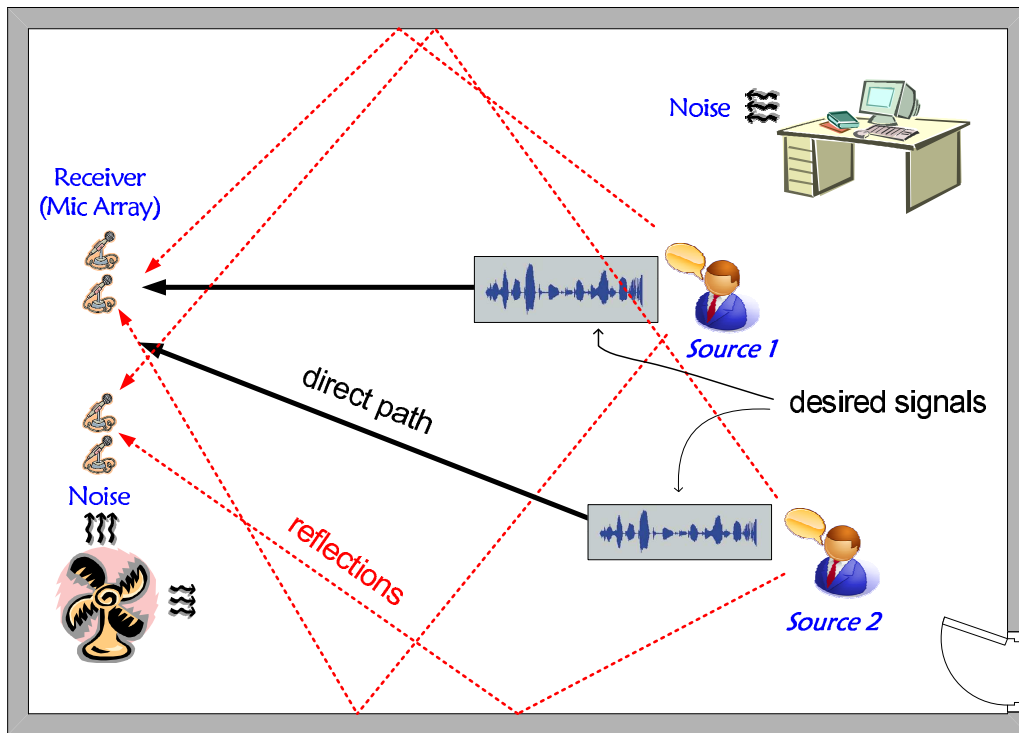 Noise
Receiver
(Mic Array)
Source 1
direct path
desired signals
Noise
reflections
Source 2